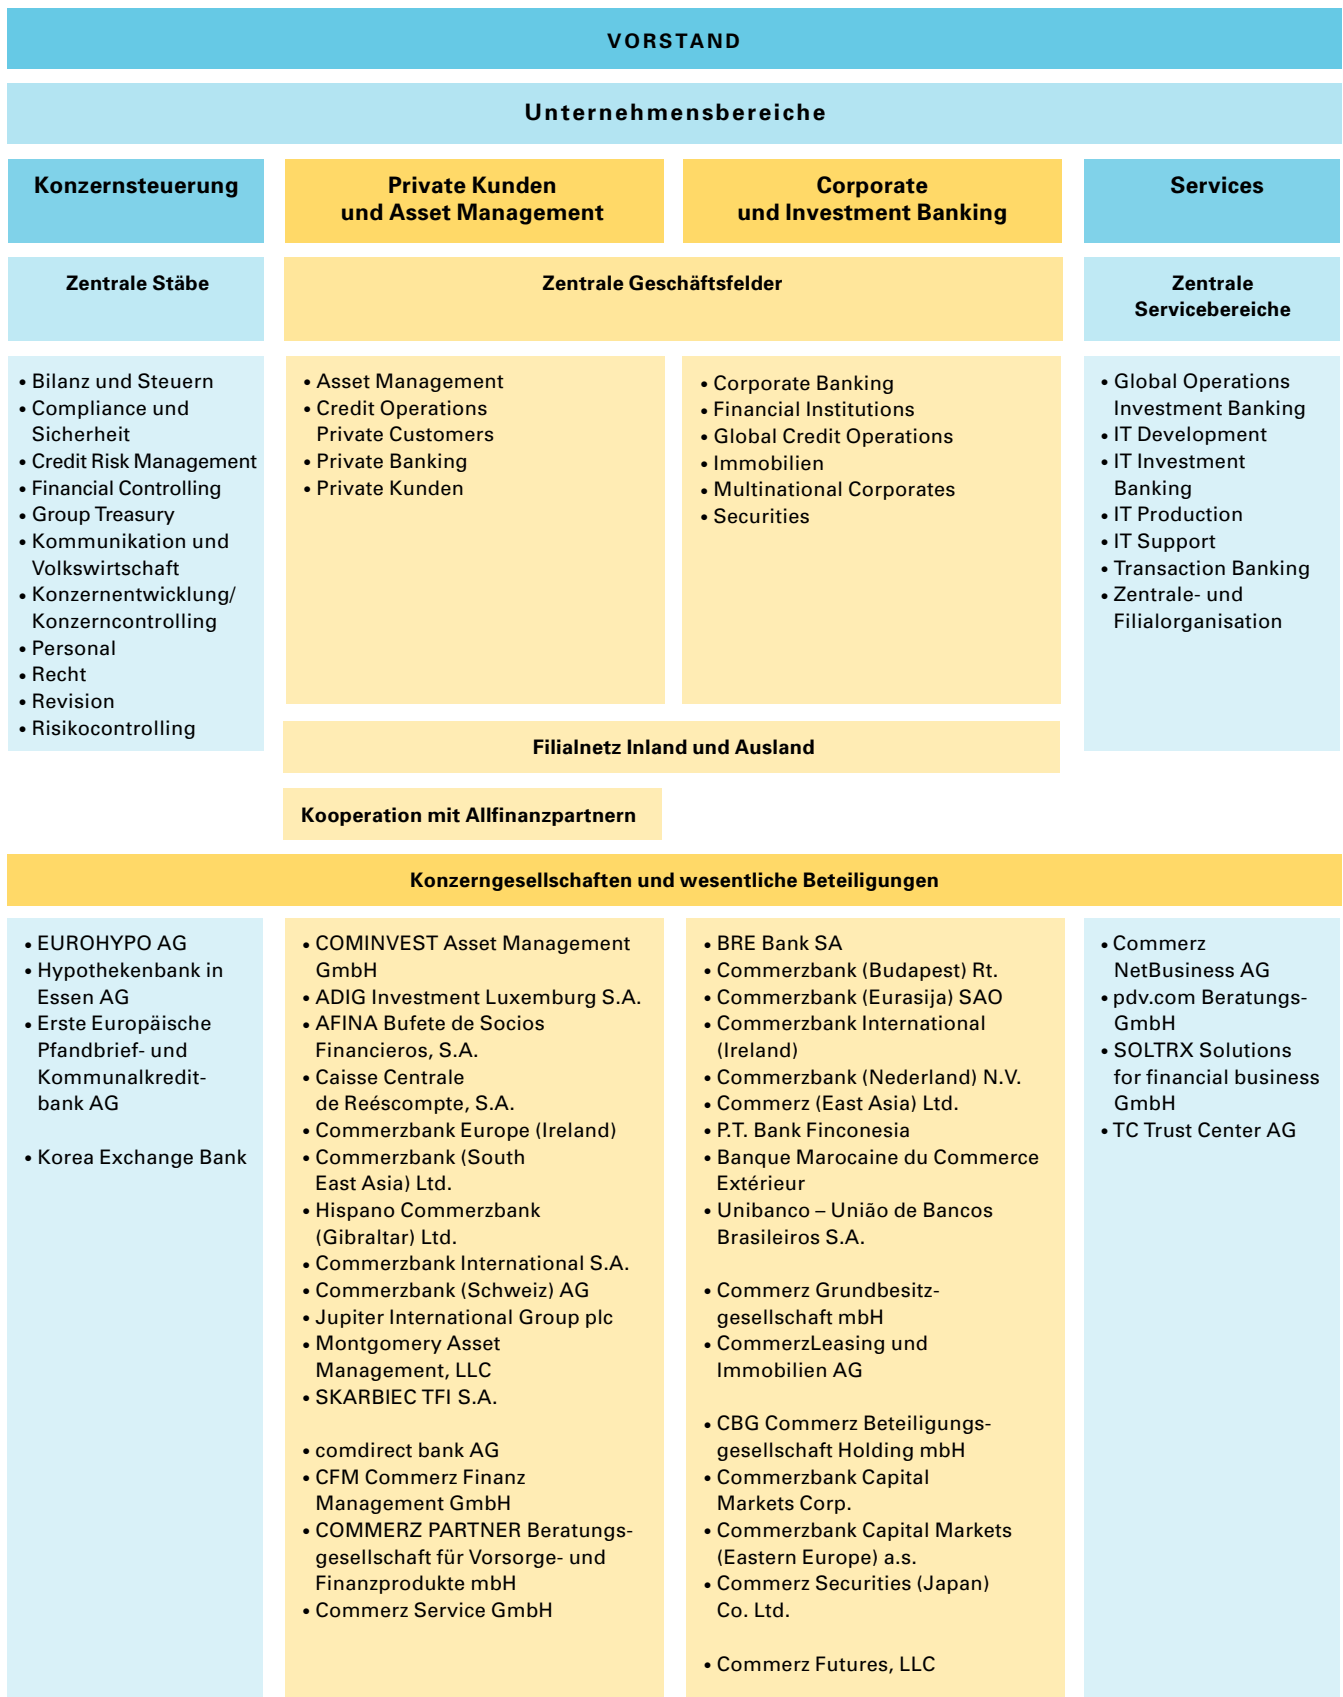 VORSTAND
Unternehmensbereiche
Konzernsteuerung
Private Kunden
und Asset Management
Corporate
und Investment Banking
Services
Zentrale Stäbe
Zentrale Geschäftsfelder
Zentrale
Servicebereiche
• Bilanz und Steuern
• Compliance und
Sicherheit
• Credit Risk Management
• Financial Controlling
• Group Treasury
• Kommunikation und
Volkswirtschaft
• Konzernentwicklung/
Konzerncontrolling
• Personal
• Recht
• Revision
• Risikocontrolling
• Asset Management
• Credit Operations
Private Customers
• Private Banking
• Private Kunden
• Corporate Banking
• Financial Institutions
• Global Credit Operations
• Immobilien
• Multinational Corporates
• Securities
• Global Operations
Investment Banking
• IT Development
• IT Investment
Banking
• IT Production
• IT Support
• Transaction Banking
• Zentrale- und
Filialorganisation
Filialnetz Inland und Ausland
Kooperation mit Allfinanzpartnern
Konzerngesellschaften und wesentliche Beteiligungen
• EUROHYPO AG
• Hypothekenbank in
Essen AG
• Erste Europäische
Pfandbrief- und
Kommunalkredit-
bank AG
• Korea Exchange Bank
• COMINVEST Asset Management
GmbH
• ADIG Investment Luxemburg S.A.
• AFINA Bufete de Socios
Financieros, S.A.
• Caisse Centrale
de Reéscompte, S.A.
• Commerzbank Europe (Ireland)
• Commerzbank (South
East Asia) Ltd.
• Hispano Commerzbank
(Gibraltar) Ltd.
• Commerzbank International S.A.
• Commerzbank (Schweiz) AG
• Jupiter International Group plc
• Montgomery Asset
Management, LLC
• SKARBIEC TFI S.A.
• comdirect bank AG
• CFM Commerz Finanz
Management GmbH
• COMMERZ PARTNER Beratungs-
gesellschaft für Vorsorge- und
Finanzprodukte mbH
• Commerz Service GmbH
• BRE Bank SA
• Commerzbank (Budapest) Rt.
• Commerzbank (Eurasija) SAO
• Commerzbank International
(Ireland)
• Commerzbank (Nederland) N.V.
• Commerz (East Asia) Ltd.
• P.T. Bank Finconesia
• Banque Marocaine du Commerce
Extérieur
• Unibanco – União de Bancos
Brasileiros S.A.
• Commerz Grundbesitz-
gesellschaft mbH
• CommerzLeasing und
Immobilien AG
• CBG Commerz Beteiligungs-
gesellschaft Holding mbH
• Commerzbank Capital
Markets Corp.
• Commerzbank Capital Markets
(Eastern Europe) a.s.
• Commerz Securities (Japan)
Co. Ltd.
• Commerz Futures, LLC
• Commerz
NetBusiness AG
• pdv.com Beratungs-
GmbH
• SOLTRX Solutions
for financial business
GmbH
• TC Trust Center AG